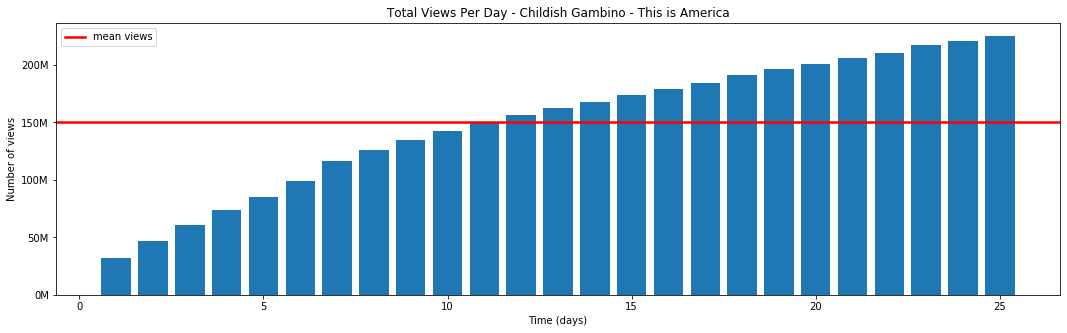 Total Views Per Day - Childish Gambino - This is America
mean views
Number of views
200M
150M
100M
50M
0M
0
5
10
15
20
25
Time (days)